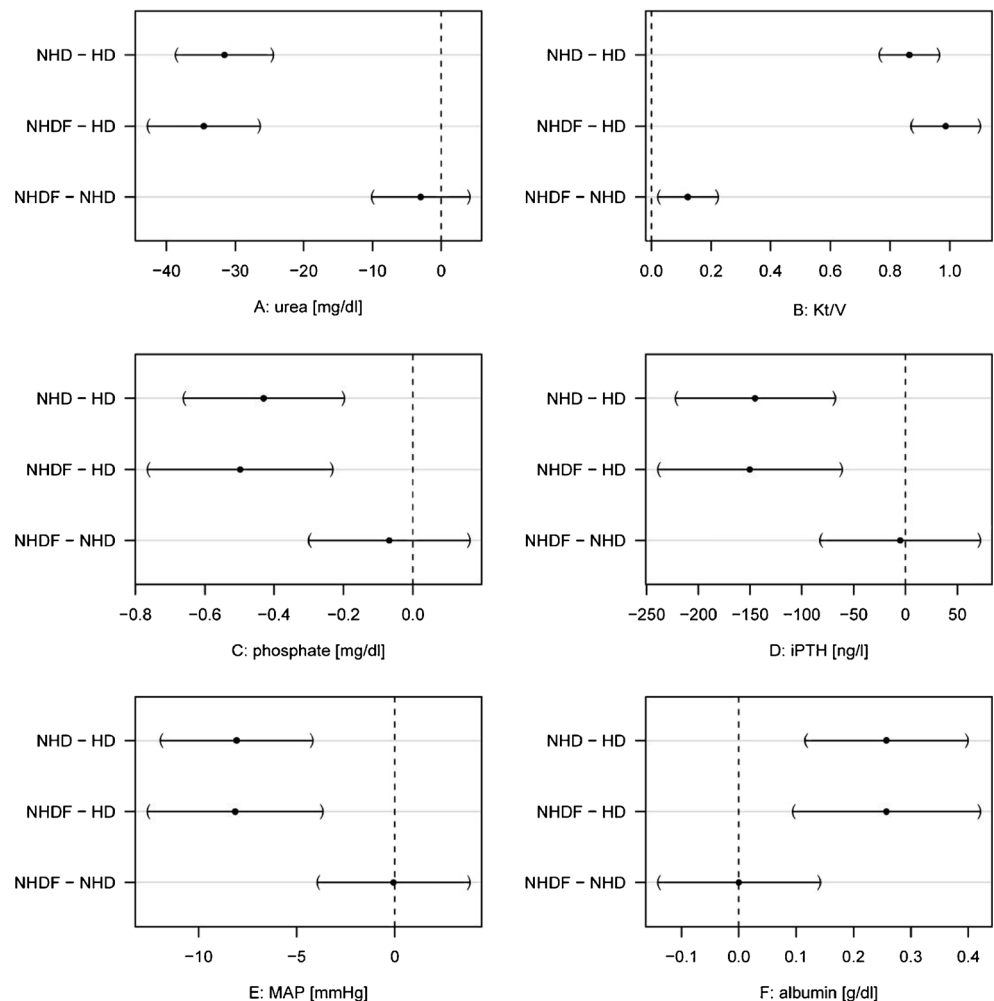 NHD − HD
NHDF − HD
NHDF − NHD
−40 −30 −20 −10 0
A: urea [mg/dl]
NHD − HD
NHDF − HD
NHDF − NHD
0.0 0.2 0.4 0.6 0.8 1.0
B: Kt/V
NHD − HD
NHDF − HD
NHDF − NHD
−0.8 −0.6 −0.4 −0.2 0.0
C: phosphate [mg/dl]
NHD − HD
NHDF − HD
NHDF − NHD
−250 −200 −150 −100 −50 0 50
D: iPTH [ng/l]
NHD − HD
NHDF − HD
NHDF − NHD
−10 −5 0
E: MAP [mmHg]
NHD − HD
NHDF − HD
NHDF − NHD
−0.1 0.0 0.1 0.2 0.3 0.4
F: albumin [g/dl]